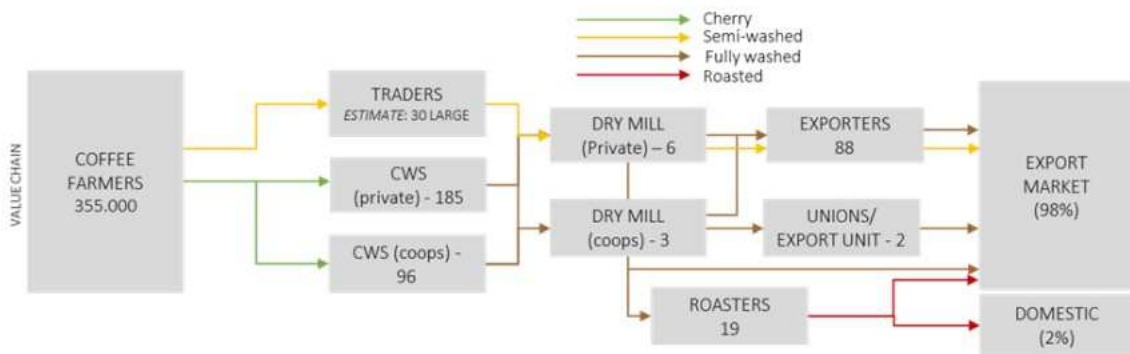 Cherry
Semi-washed
Fully washed
Roasted
VALUE CHAIN
COFFEE
FARMERS
355.000
TRADERS
ESTIMATE: 30 LARGE
CWS
(private) - 185
CWS (coops) -
96
DRY MILL
(Private) – 6
DRY MILL
(coops) - 3
EXPORTERS
88
UNIONS/
EXPORT UNIT - 2
ROASTERS
19
EXPORT
MARKET
(98%)
DOMESTIC
(2%)